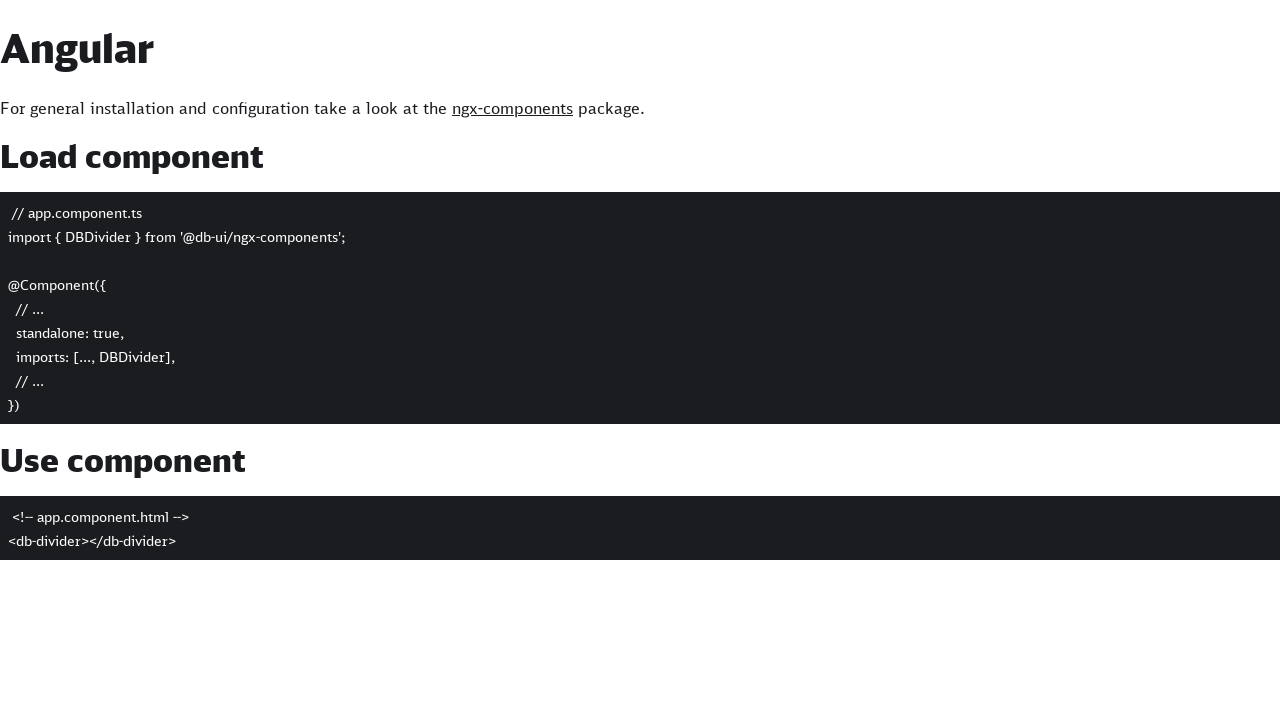 Angular
For general installation and configuration take a look at the ngx-components package.
Load component
// app.component.ts
import { DBDivider } from '@db-ui/ngx-components';
@Component({
// ...
standalone: true,
imports: [..., DBDivider],
// ...
})
Use component
<!-- app.component.html -->
<db-divider></db-divider>